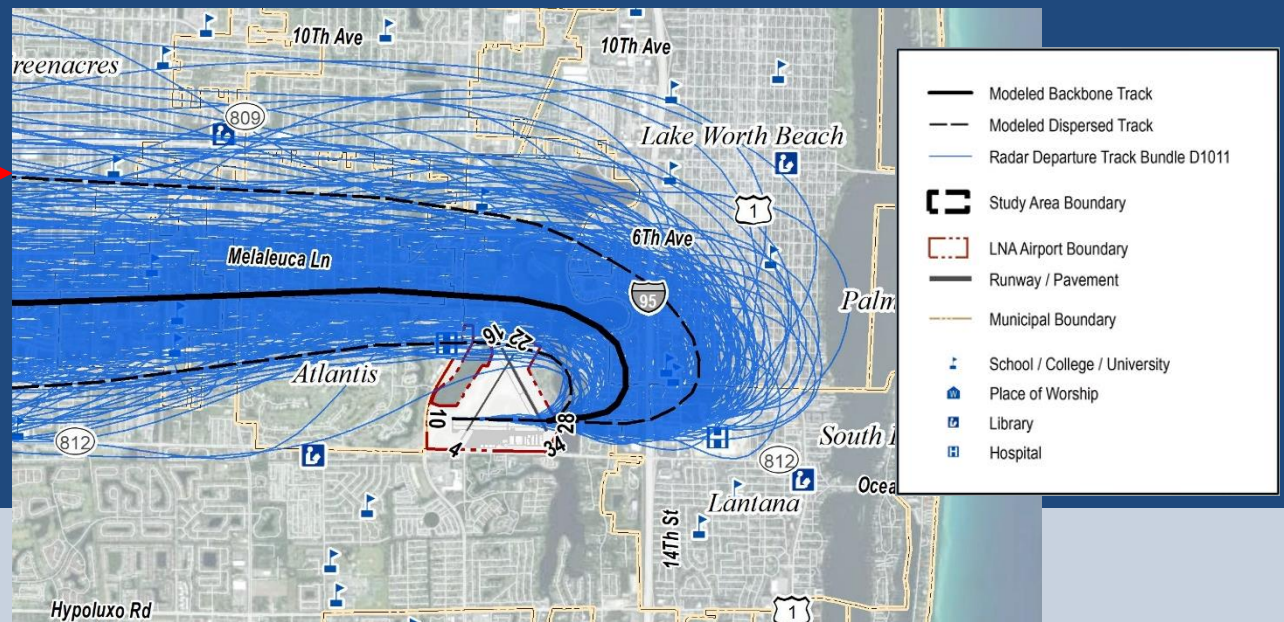 10Th Ave
10Th Ave
reenacres
809
Lake Worth Beach
1
6Th Ave
Melaleuca Ln
95
Palm
16
22
H
Atlantis
10
28
4
34
812
H
South
812
Ocea
Lantana
14Th St
Hypoluxo Rd
1
Modeled Backbone Track
Modeled Dispersed Track
Radar Departure Track Bundle D1011
Study Area Boundary
LNA Airport Boundary
Runway / Pavement
Municipal Boundary
School / College / University
Place of Worship
Library
H Hospital